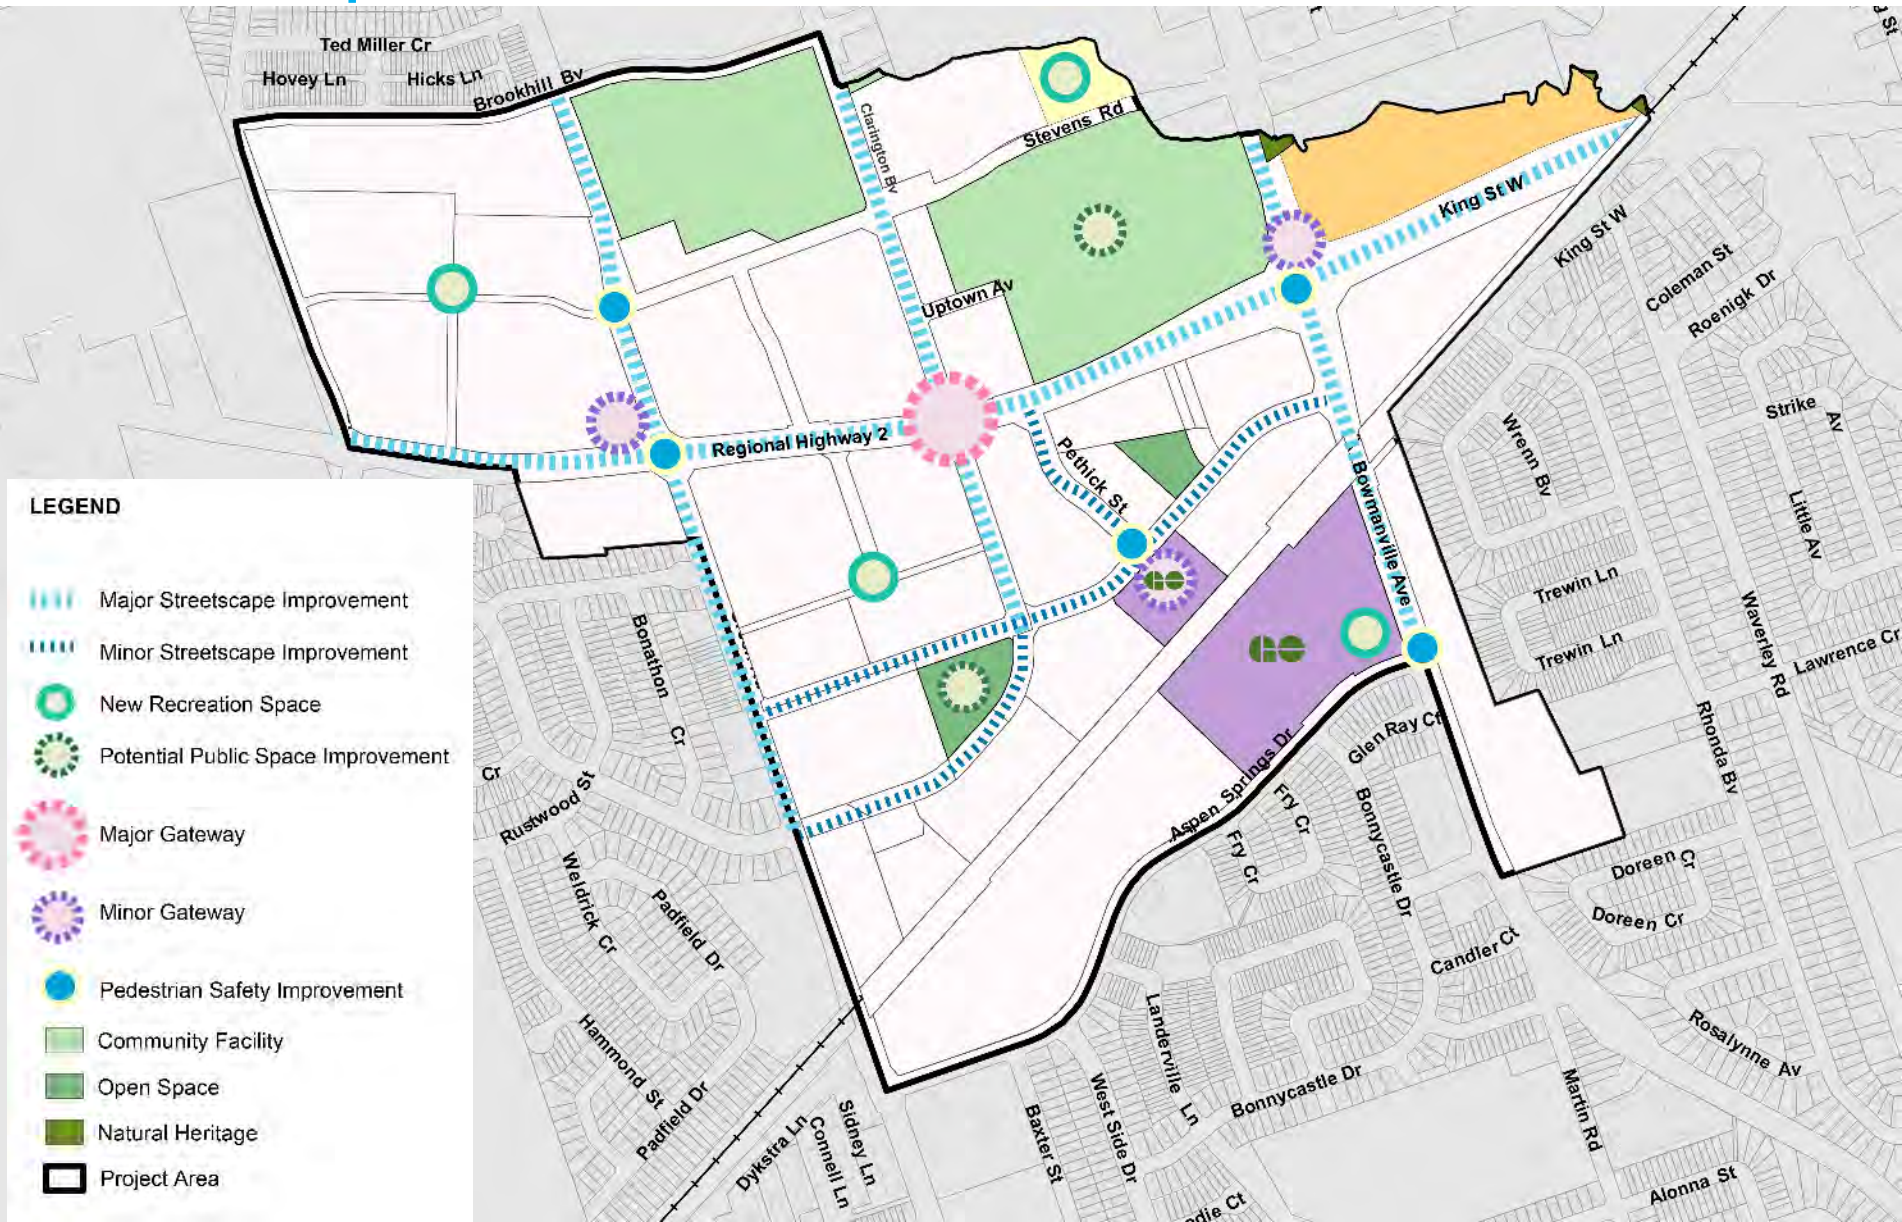 Ted Miller Cr
Hovey Ln
Hicks Ln
Brookhill Bv
Clarington Bv
Stevens Rd
King St W
King St W
Coleman St
Roenigk Dr
Uptown Av
Regional Highway 2
Pethick St
Bowmanville Ave
Strike Av
Wrenn Bv
Little Av
Trewin Ln
Trewin Ln
Waverley Rd
Lawrence Cr
Rhonda Bv
GO
GO
Bonathon Cr
Cr
Rustwood St
Weldrick Cr
Padfield Dr
Hammond St
Padfield Dr
Dykstra Ln
Connell Ln
Sidney Ln
Aspen Springs Dr
Glen Ray Ct
Fry Cr
Fry Cr
Bonnycastle Dr
Doreen Cr
Doreen Cr
Candler Ct
Landerville Ln
West Side Dr
Baxter St
Bonnycastle Dr
Martin Rd
Rosalynne Av
Alonna St
die Ct
LEGEND
Major Streetscape Improvement
Minor Streetscape Improvement
New Recreation Space
Potential Public Space Improvement
Major Gateway
Minor Gateway
Pedestrian Safety Improvement
Community Facility
Open Space
Natural Heritage
Project Area